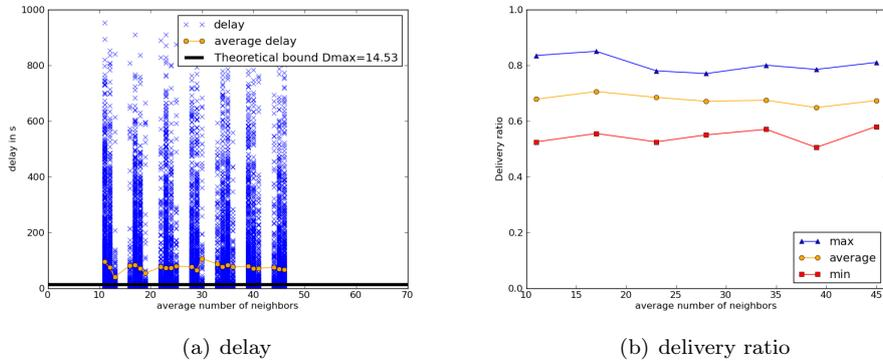 1000
800
600
400
200
0
delay in s
0 10 20 30 40 50 60 70
average number of neighbors
delay
average delay
Theoretical bound Dmax=14.53
(a) delay
1.0
0.8
0.6
0.4
0.2
0.0
Delivery ratio
10 15 20 25 30 35 40 45
average number of neighbors
max
average
min
(b) delivery ratio